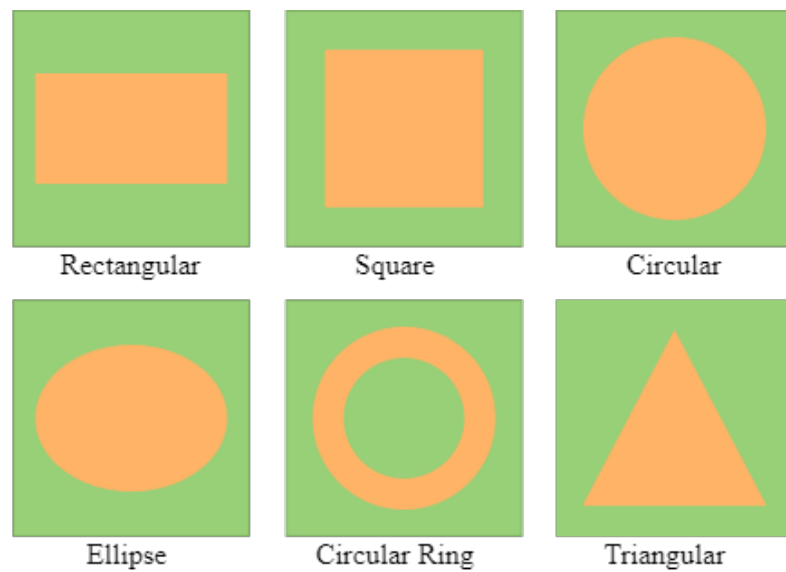 Rectangular
Square
Circular
Ellipse
Circular Ring
Triangular